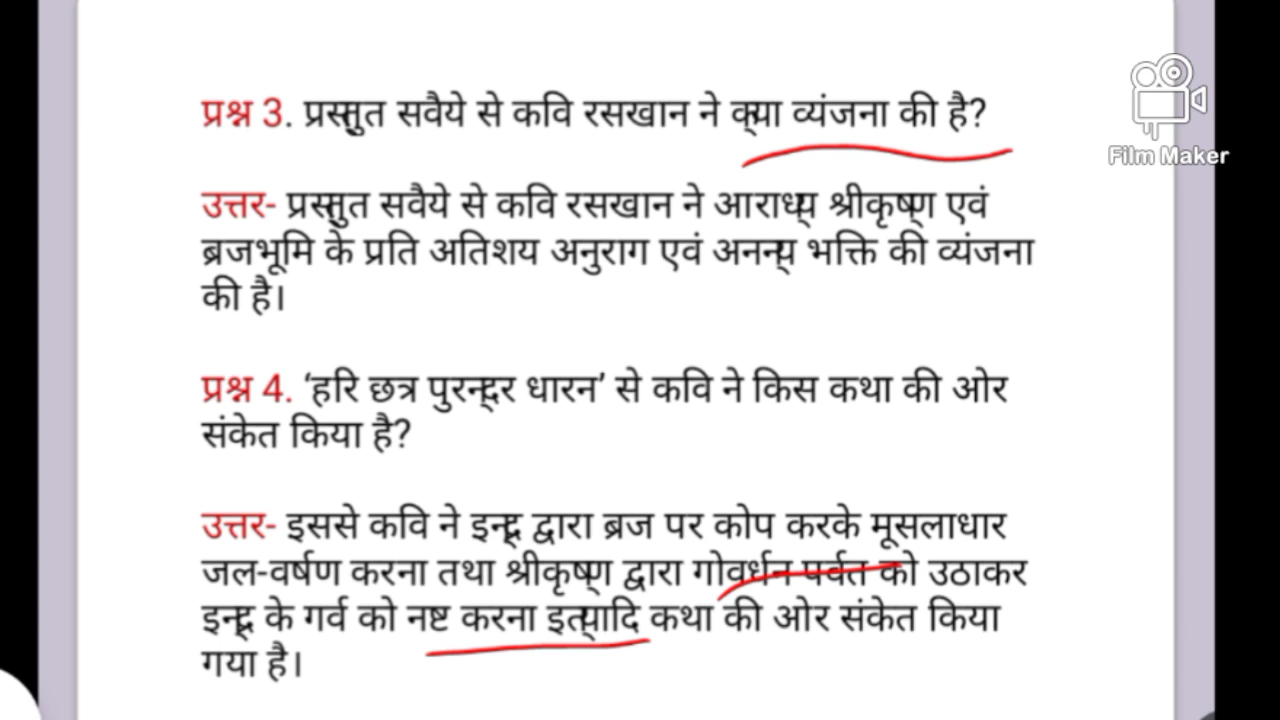 प्रश्न 3. प्रस्तुत सवैये से कवि रसखान ने क्या व्यंजना की है?
Film Maker
उत्तर- प्रस्तुत सवैये से कवि रसखान ने आराध्य श्रीकृष्ण एवं
ब्रजभूमि के प्रति अतिशय अनुराग एवं अनन्य भक्ति की व्यंजना
की है।
प्रश्न 4. ‘हरि छत्र पुरन्दर धारन’ से कवि ने किस कथा की ओर
संकेत किया है?
उत्तर- इससे कवि ने इन्द्र द्वारा ब्रज पर कोप करके मूसलाधार
जल-वर्षण करना तथा श्रीकृष्ण द्वारा गोवर्धन पर्वत को उठाकर
इन्द्र के गर्व को नष्ट करना इत्यादि कथा की ओर संकेत किया
गया है।